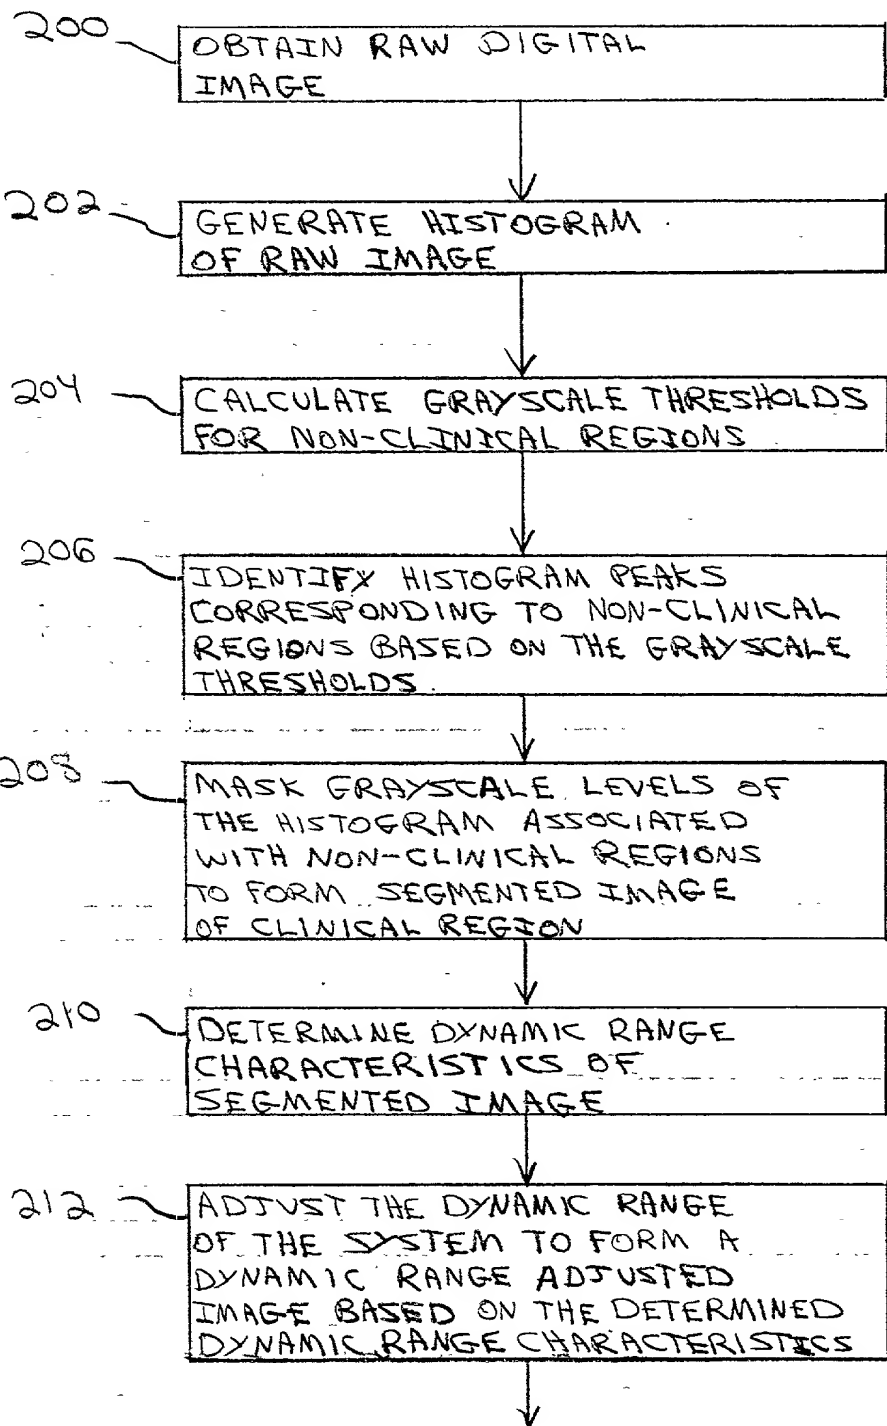 200
OBTAIN RAW DIGITAL
IMAGE
202
GENERATE HISTOGRAM
OF RAW IMAGE
204
CALCULATE GRAYSCALE THRESHOLDS
FOR NON-CLINICAL REGIONS
206
IDENTIFY HISTOGRAM PEAKS
CORRESPONDING TO NON-CLINICAL
REGIONS BASED ON THE GRAYSCALE
THRESHOLDS
208
MASK GRAYSCALE LEVELS OF
THE HISTOGRAM ASSOCIATED
WITH NON-CLINICAL REGIONS
TO FORM SEGMENTED IMAGE
OF CLINICAL REGION
210
DETERMINE DYNAMIC RANGE
CHARACTERISTICS OF
SEGMENTED IMAGE
212
ADJUST THE DYNAMIC RANGE
OF THE SYSTEM TO FORM A
DYNAMIC RANGE ADJUSTED
IMAGE BASED ON THE DETERMINED
DYNAMIC RANGE CHARACTERISTICS